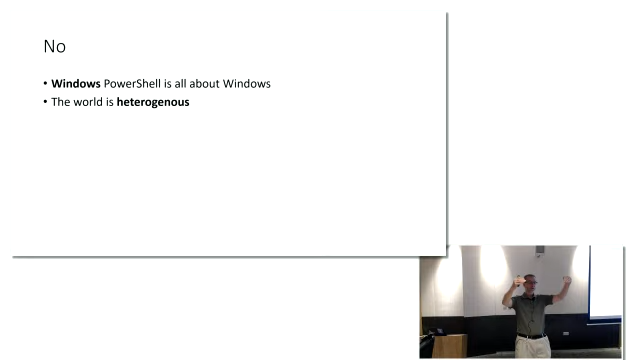 No
• Windows PowerShell is all about Windows
• The world is heterogenous